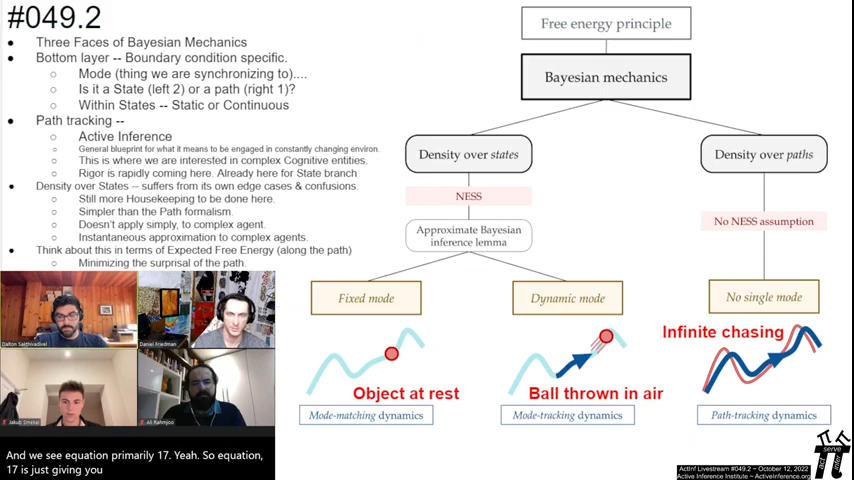 #049.2
● Three Faces of Bayesian Mechanics
● Bottom layer -- Boundary condition specific.
○ Mode (thing we are synchronizing to)....
○ Is it a State (left 2) or a path (right 1)?
○ Within States -- Static or Continuous
● Path tracking --
○ Active Inference
○ General blueprint for what it means to be engaged in constantly changing environ.
○ This is where we are interested in complex Cognitive entities.
○ Rigor is rapidly coming here. Already here for State branch
● Density over States -- suffers from its own edge cases & confusions.
○ Still more Housekeeping to be done here.
○ Simpler than the Path formalism.
○ Doesn't apply simply, to complex agent.
○ Instantaneous approximation to complex agents.
● Think about this in terms of Expected Free Energy (along the path)
○ Minimizing the surprisal of the path.
Free energy principle
Bayesian mechanics
Density over states
Density over paths
NESS
No NESS assumption
Approximate Bayesian
inference lemma
Fixed mode
Dynamic mode
No single mode
Infinite chasing
Object at rest
Ball thrown in air
Mode-matching dynamics
Mode-tracking dynamics
Path-tracking dynamics
Dalton Sakthivadivel
Daniel Friedman
Jakub Smékal
Ali Rahmjoo
And we see equation primarily 17. Yeah. So equation,
17 is just giving you
serve
ActInf Livestream #049.2 ~ October 12, 2022
Active Inference Institute ~ ActiveInference.org